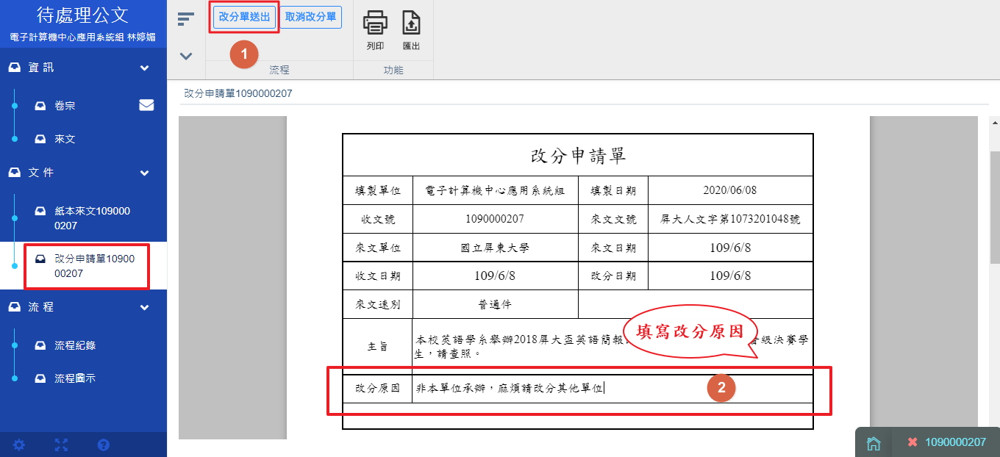 待處理公文
電子計算機中心應用系統組 林婷媚
資訊
卷宗
來文
文件
紙本來文109000
0207
改分申請單10900
00207
流程
流程紀錄
流程圖示
改分單送出 取消改分單
1
流程
列印 匯出
功能
改分申請單1090000207
改分申請單
填製單位 電子計算機中心應用系統組 填製日期 2020/06/08
收文號 1090000207 來文文號 屏大人文字第1073201048號
來文單位 國立屏東大學 來文日期 109/6/8
收文日期 109/6/8 改分日期 109/6/8
來文速別 普通件
填寫改分原因
主旨 本校英語學系舉辦2018屏大盃英語簡報 級決賽學
生，請查照。
改分原因 非本單位承辦，麻煩請改分其他單位
2
1090000207